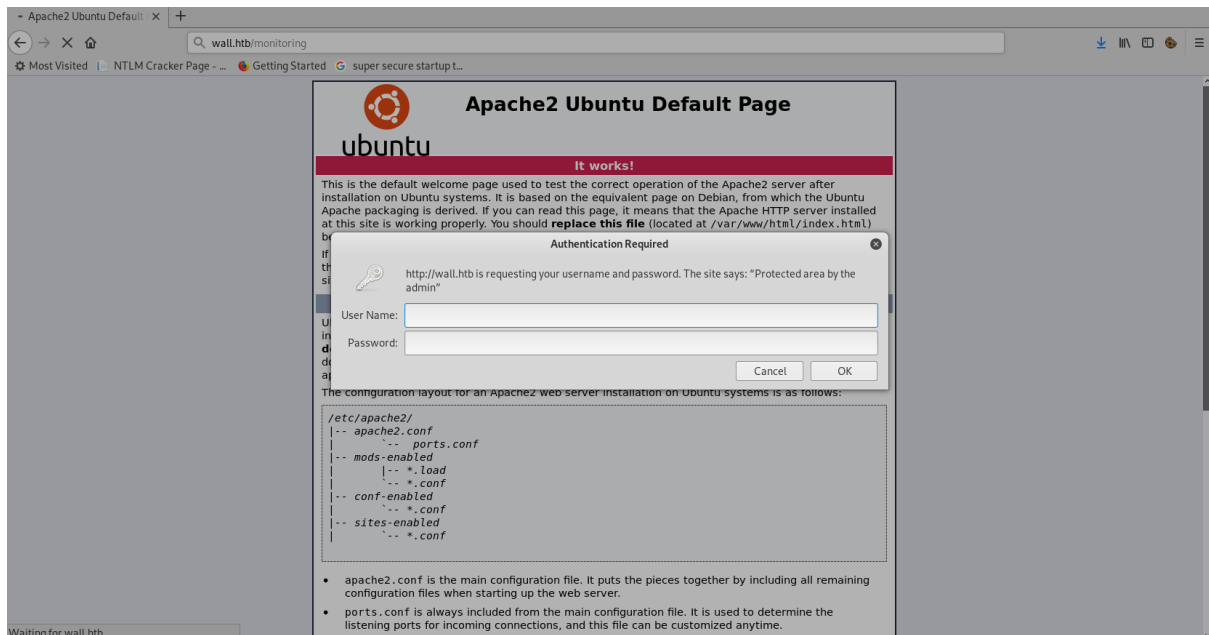 Apache2 Ubuntu Default
wall.htb/monitoring
Most Visited NTLM Cracker Page - ... Getting Started super secure startup t...
Apache2 Ubuntu Default Page
ubuntu
It works!
This is the default welcome page used to test the correct operation of the Apache2 server after
installation on Ubuntu systems. It is based on the equivalent page on Debian, from which the Ubuntu
Apache packaging is derived. If you can read this page, it means that the Apache HTTP server installed
at this site is working properly. You should replace this file (located at /var/www/html/index.html)
Authentication Required
http://wall.htb is requesting your username and password. The site says: “Protected area by the
admin”
User Name:
Password:
Cancel OK
The configuration layout for an Apache2 web server installation on Ubuntu systems is as follows:
/etc/apache2/
|-- apache2.conf
| `-- ports.conf
|-- mods-enabled
| |-- *.load
| `-- *.conf
|-- conf-enabled
| `-- *.conf
|-- sites-enabled
| `-- *.conf
• apache2.conf is the main configuration file. It puts the pieces together by including all remaining
configuration files when starting up the web server.
• ports.conf is always included from the main configuration file. It is used to determine the
listening ports for incoming connections, and this file can be customized anytime.
Waiting for wall.htb